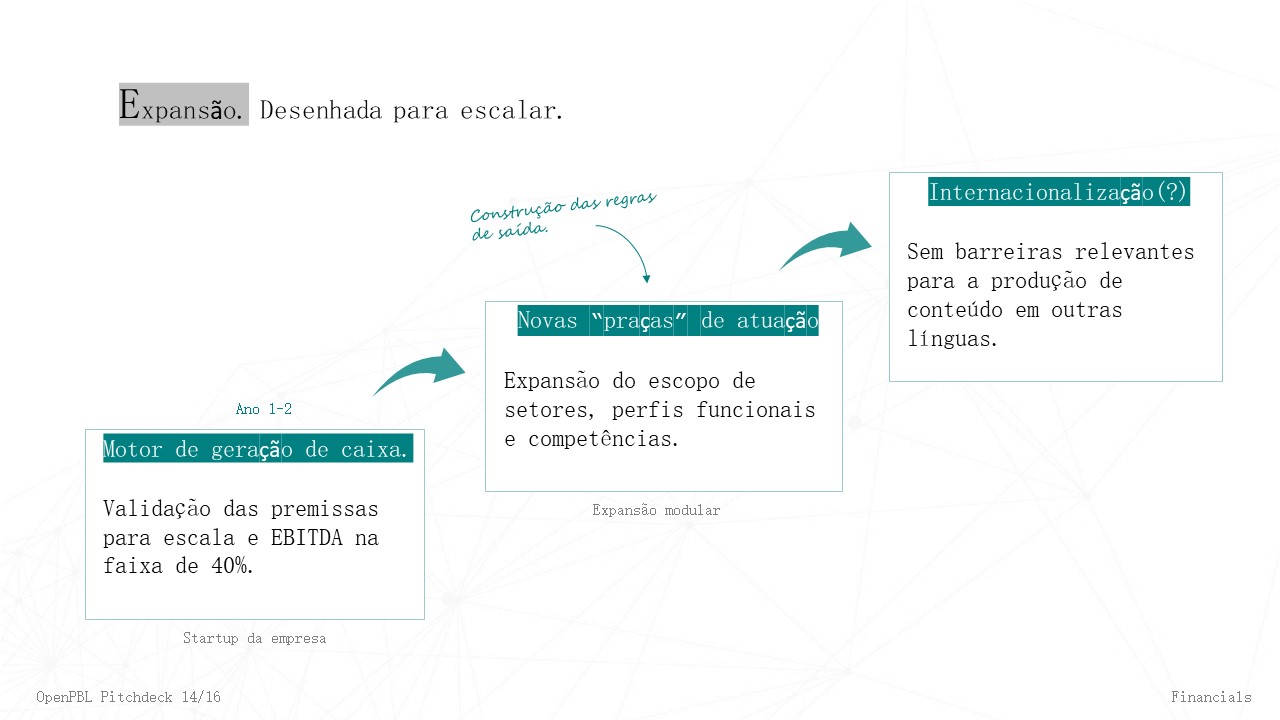 Expansão. Desenhada para escalar.
Construção das regras
de saída.
Internacionalização(?)
Sem barreiras relevantes
para a produção de
conteúdo em outras
línguas.
Novas “praças” de atuação
Expansão do escopo de
setores, perfis funcionais
e competências.
Expansão modular
Ano 1-2
Motor de geração de caixa.
Validação das premissas
para escala e EBITDA na
faixa de 40%.
Startup da empresa
OpenPBL Pitchdeck 14/16
Financials